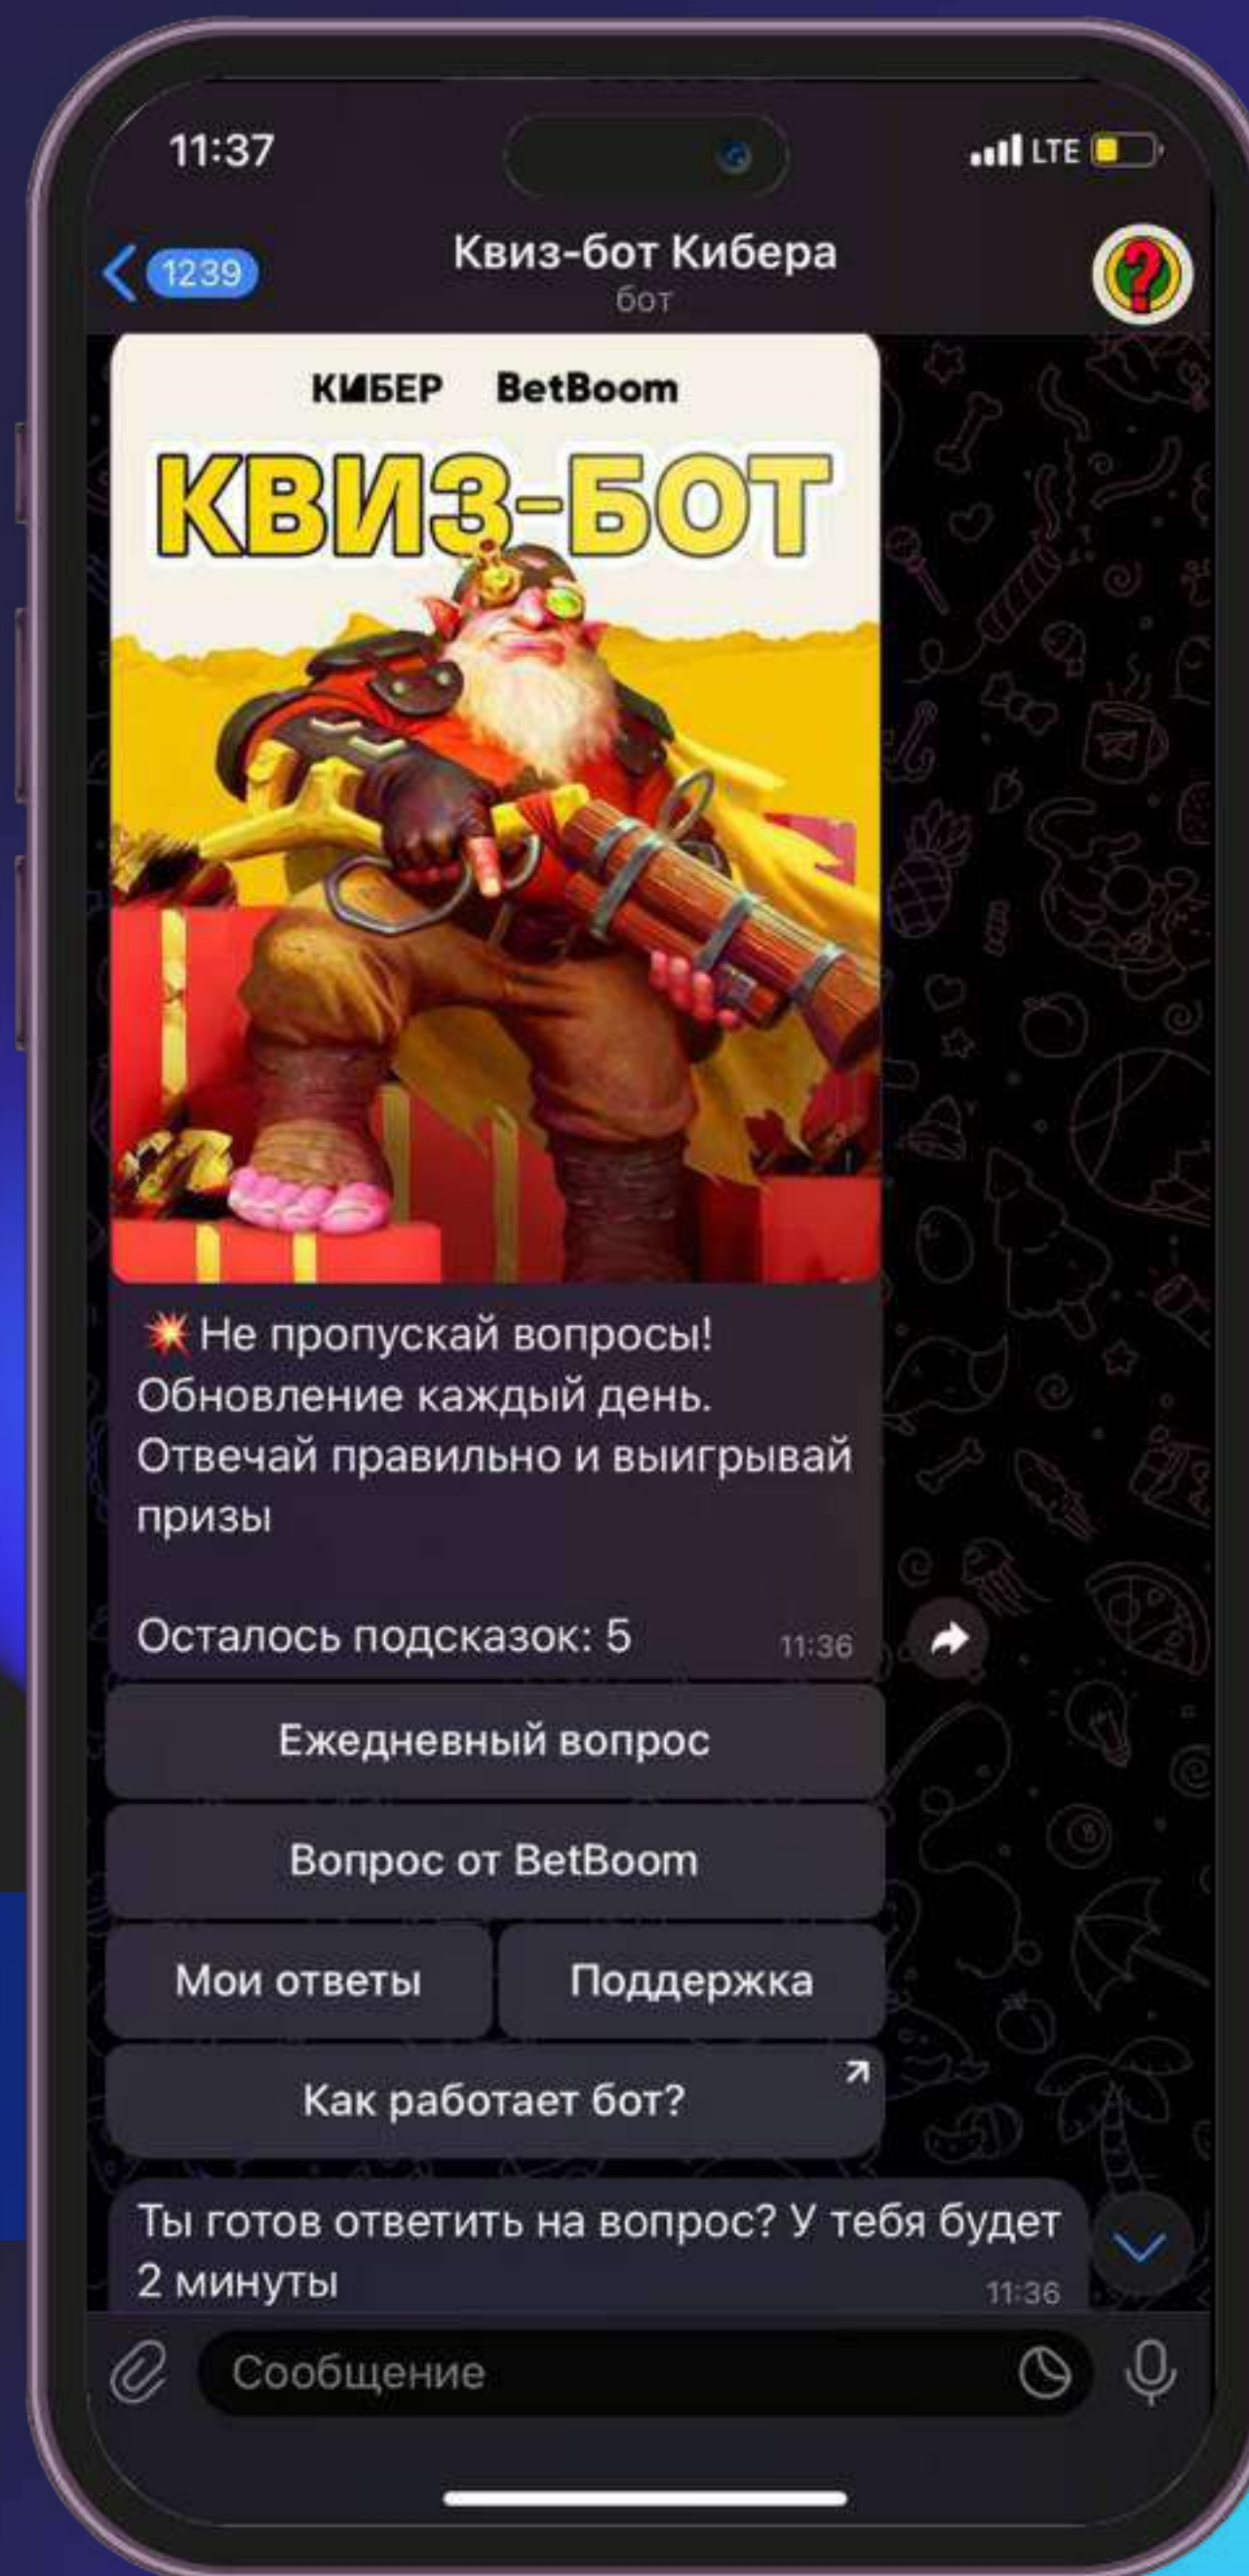 11:37
LTE
1239
Квиз-бот Кибера
бот
КИБЕР BetBoom
КВИЗ-БОТ
💥Не пропускай вопросы!
Обновление каждый день.
Отвечай правильно и выигрывай
призы
Осталось подсказок: 5
11:36
Ежедневный вопрос
Вопрос от BetBoom
Мои ответы
Поддержка
Как работает бот?
Ты готов ответить на вопрос? У тебя будет
2 минуты
11:36
Сообщение